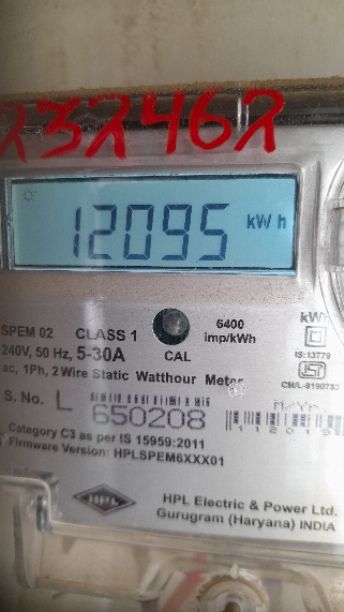 232462
12095 kWh
SPEM 02 CLASS 1 6400 imp/kWh
240V, 50 Hz, 5-30A CAL
IS:13779
ac, 1Ph, 2 Wire Static Watthour Meter
S. No. L 650208
M/Yr.
Category C3 as per IS 15959:2011
Firmware Version: HPLSPEM6XXX01
HPL
HPL Electric & Power Ltd.
Gurugram (Haryana) INDIA